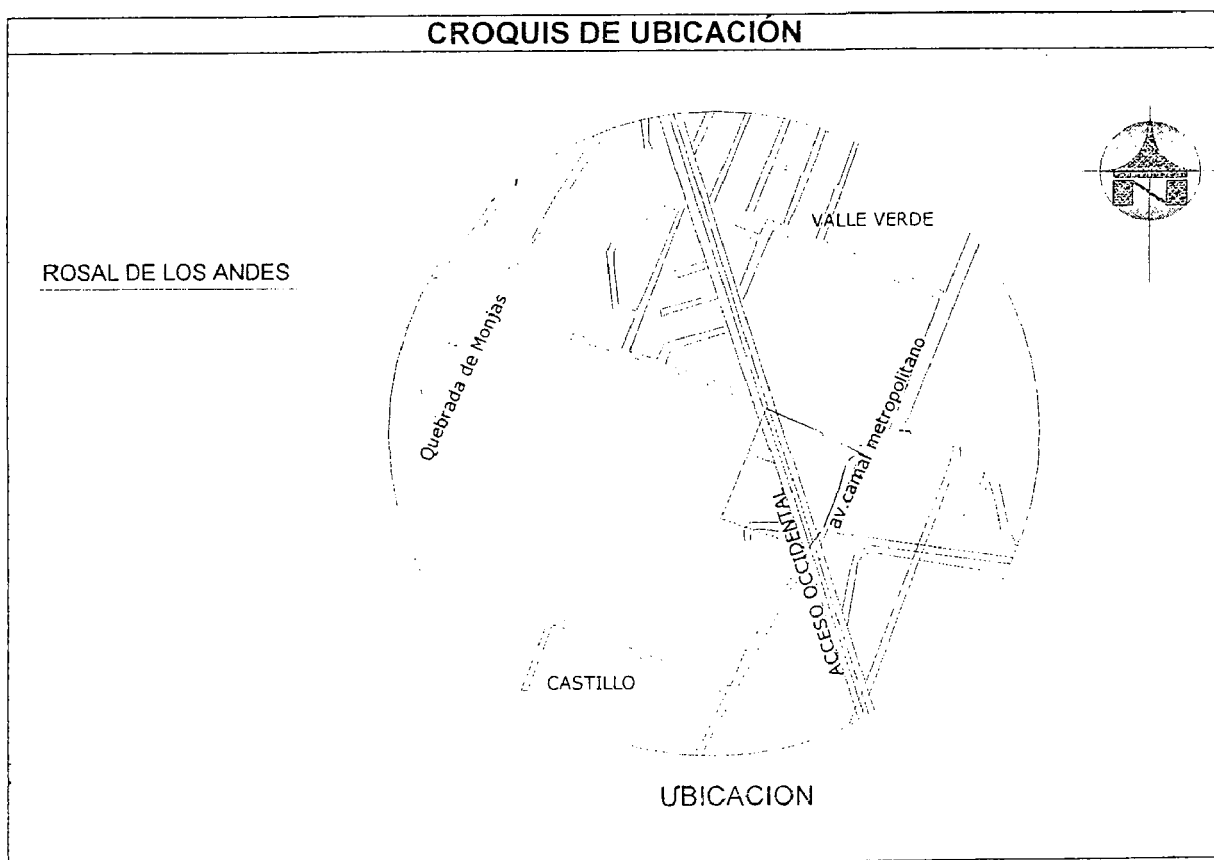 CROQUIS DE UBICACIÓN
VALLE VERDE
ROSAL DE LOS ANDES
Quebrada de Monjas
av.camal metropolitano
ACCESO OCCIDENTAL
CASTILLO
UBICACION